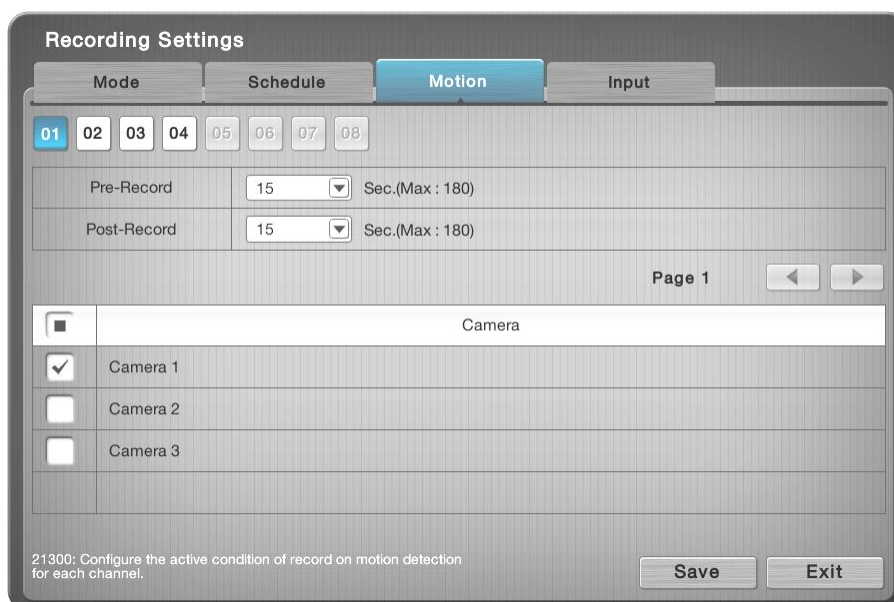 Recording Settings
Mode Schedule Motion Input
01 02 03 04 05 06 07 08
Pre-Record 15 Sec.(Max : 180)
Post-Record 15 Sec.(Max : 180)
Page 1
Camera
Camera 1
Camera 2
Camera 3
21300: Configure the active condition of record on motion detection
for each channel.
Save Exit